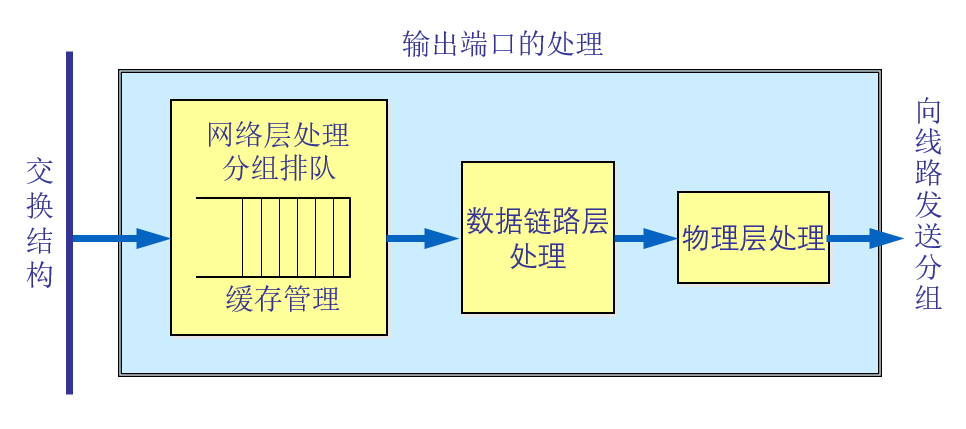 输出端口的处理
交换结构
网络层处理
分组排队
缓存管理
数据链路层
处理
物理层处理
向线路发送分组